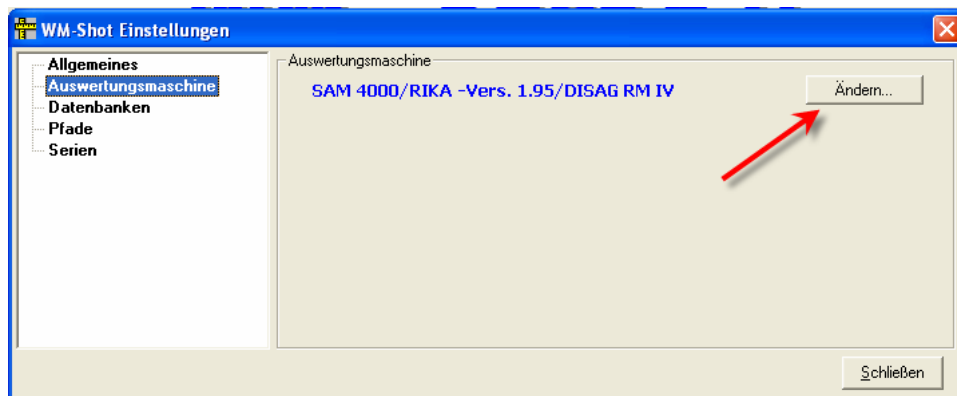 WM-Shot Einstellungen
Allgemeines
Auswertungsmaschine
Datenbanken
Pfade
Serien
Auswertungsmaschine
SAM 4000/RIKA -Vers. 1.95/DISAG RM IV
Ändern...
Schließen